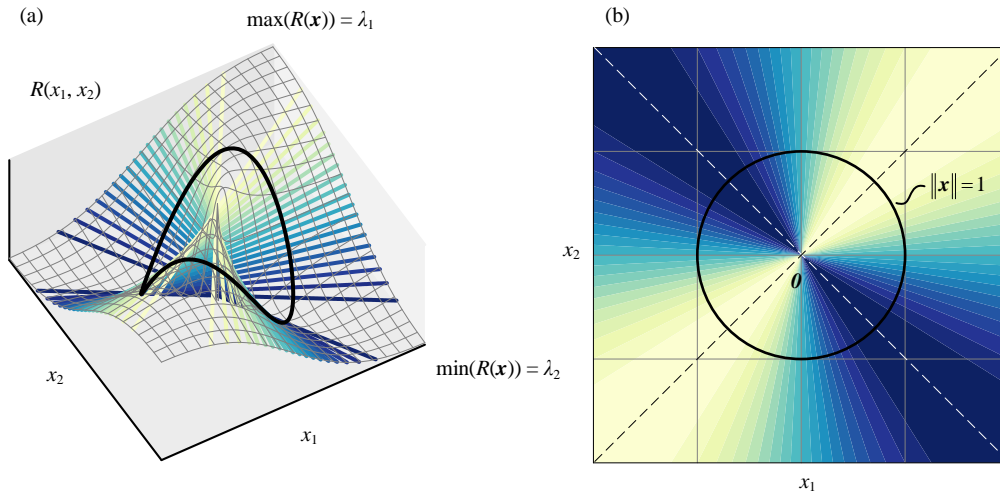 (a)
max(R(x)) = λ1
R(x1, x2)
x2
x1
min(R(x)) = λ2
(b)
‖x‖ = 1
x2
0
x1